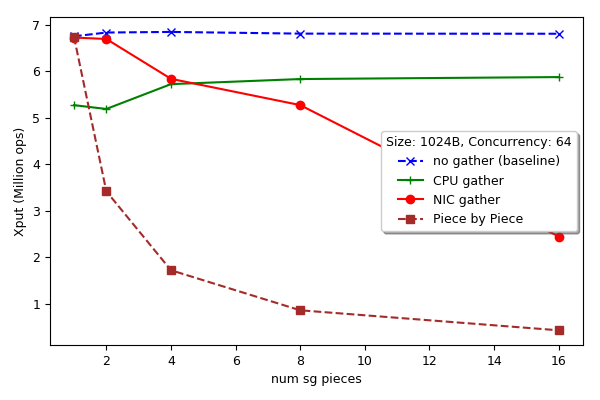 7
6
5
4
3
2
1
Xput (Million ops)
Size: 1024B, Concurrency: 64
no gather (baseline)
CPU gather
NIC gather
Piece by Piece
2 4 6 8 10 12 14 16
num sg pieces